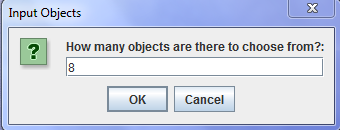 Input Objects
How many objects are there to choose from?:
8
OK Cancel